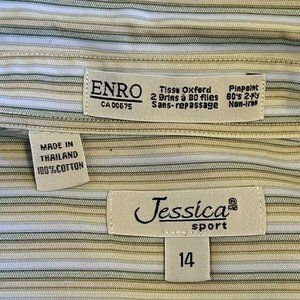 ENRO
CA 00675
Tissu Oxford
2 Brins à 80 files
Sans-repassage
Pinpoint
80's 2-ply
Non-Iron
MADE IN
THAILAND
100% COTTON
Jessica
sport
14